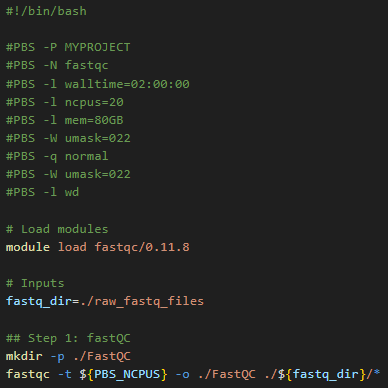 #!/bin/bash
#PBS -P MYPROJECT
#PBS -N fastqc
#PBS -l walltime=02:00:00
#PBS -l ncpus=20
#PBS -l mem=80GB
#PBS -W umask=022
#PBS -q normal
#PBS -W umask=022
#PBS -l wd
# Load modules
module load fastqc/0.11.8
# Inputs
fastq_dir=./raw_fastq_files
## Step 1: fastQC
mkdir -p ./FastQC
fastqc -t ${PBS_NCPUS} -o ./FastQC ./${fastq_dir}/*